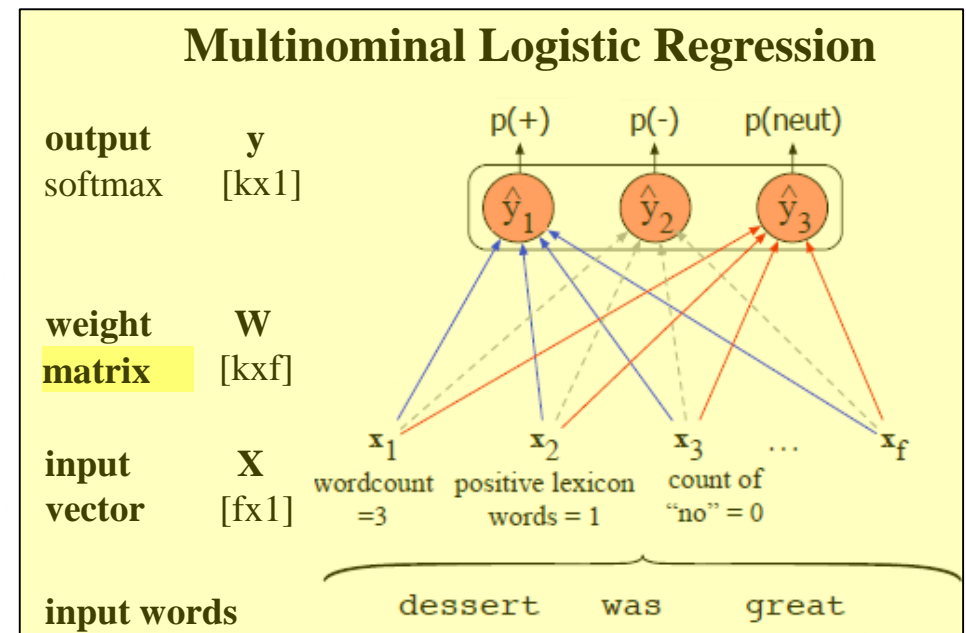 Multinominal Logistic Regression
p(+) p(-) p(neut)
output y
softmax [kx1]
ŷ1 ŷ2 ŷ3
weight W
matrix [kxf]
x1 x2 x3 ... xf
input X
vector [fx1]
wordcount
=3
positive lexicon
words = 1
count of
“no” = 0
input words dessert was great